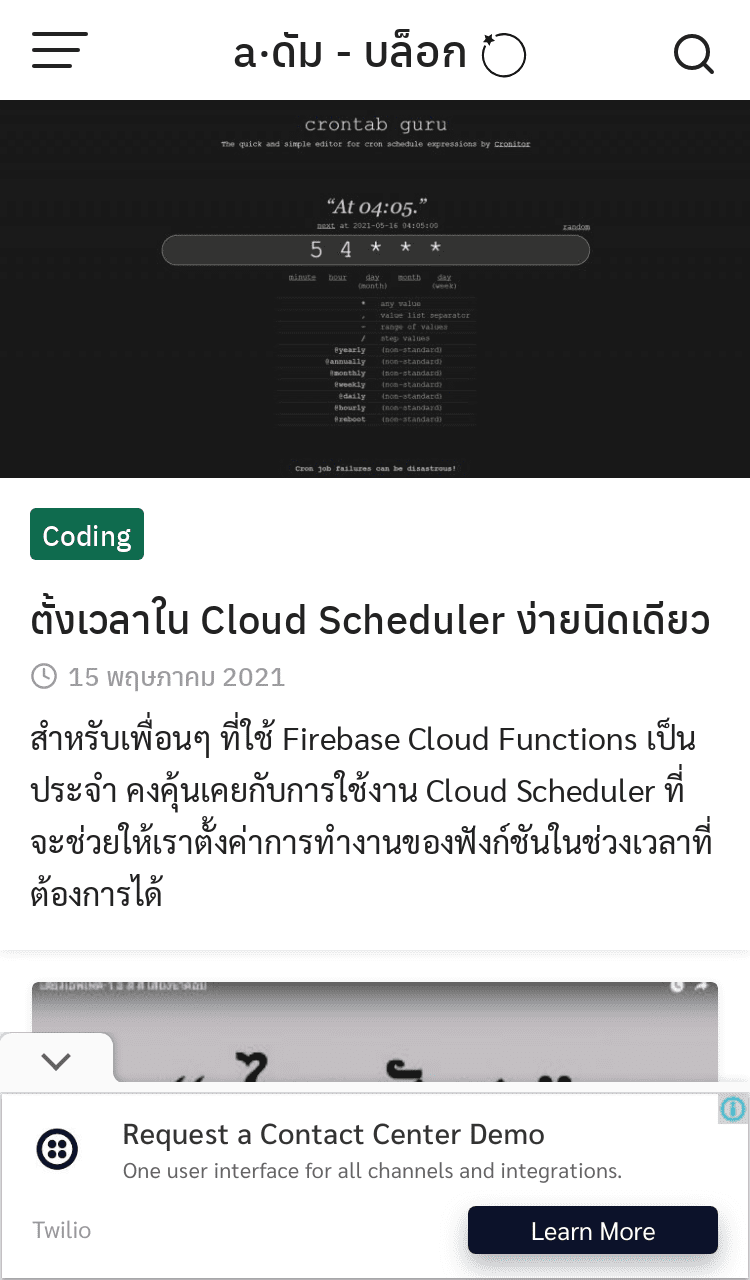 a·ดัม - บล็อก
crontab guru
The quick and simple editor for cron schedule expressions by Cronitor
“At 04:05.”
next at 2021-05-16 04:05:00
random
5 4 * * *
minute hour day (month) month day (week)
* any value
, value list separator
- range of values
/ step values
@yearly (non-standard)
@annually (non-standard)
@monthly (non-standard)
@weekly (non-standard)
@daily (non-standard)
@hourly (non-standard)
@reboot (non-standard)
Cron job failures can be disastrous!
Coding
ตั้งเวลาใน Cloud Scheduler ง่ายนิดเดียว
15 พฤษภาคม 2021
สำหรับเพื่อนๆ ที่ใช้ Firebase Cloud Functions เป็น
ประจำ คงคุ้นเคยกับการใช้งาน Cloud Scheduler ที่
จะช่วยให้เราตั้งค่าการทำงานของฟังก์ชันในช่วงเวลาที่
ต้องการได้
Request a Contact Center Demo
One user interface for all channels and integrations.
Twilio
Learn More